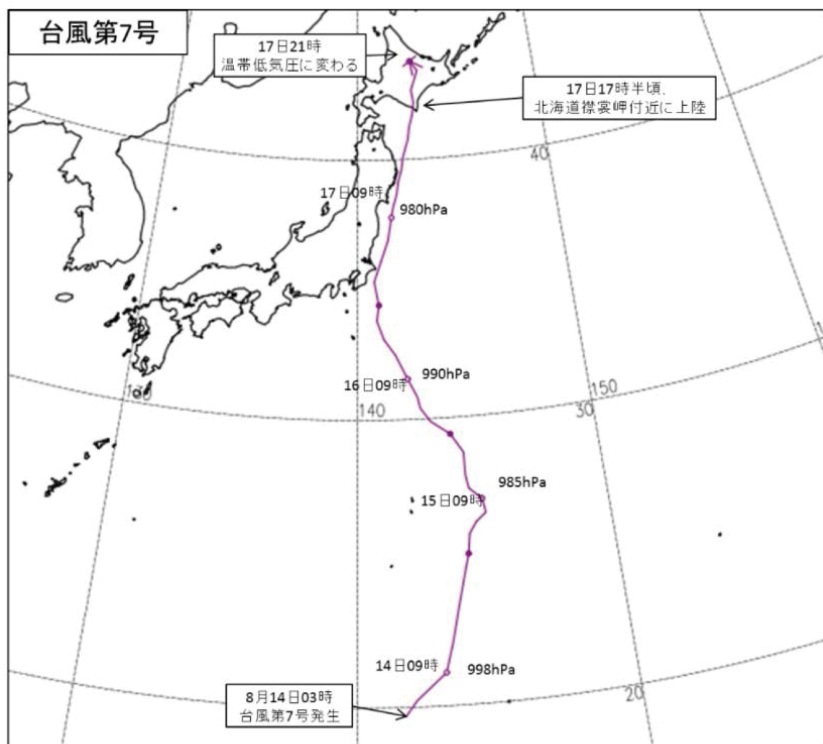 台風第7号
17日21時
温帯低気圧に変わる
17日17時半頃、
北海道襟裳岬付近に上陸
40
17日09時
980hPa
990hPa
16日09時
130
150
140
30
985hPa
15日09時
14日09時
998hPa
20
8月14日03時
台風第7号発生